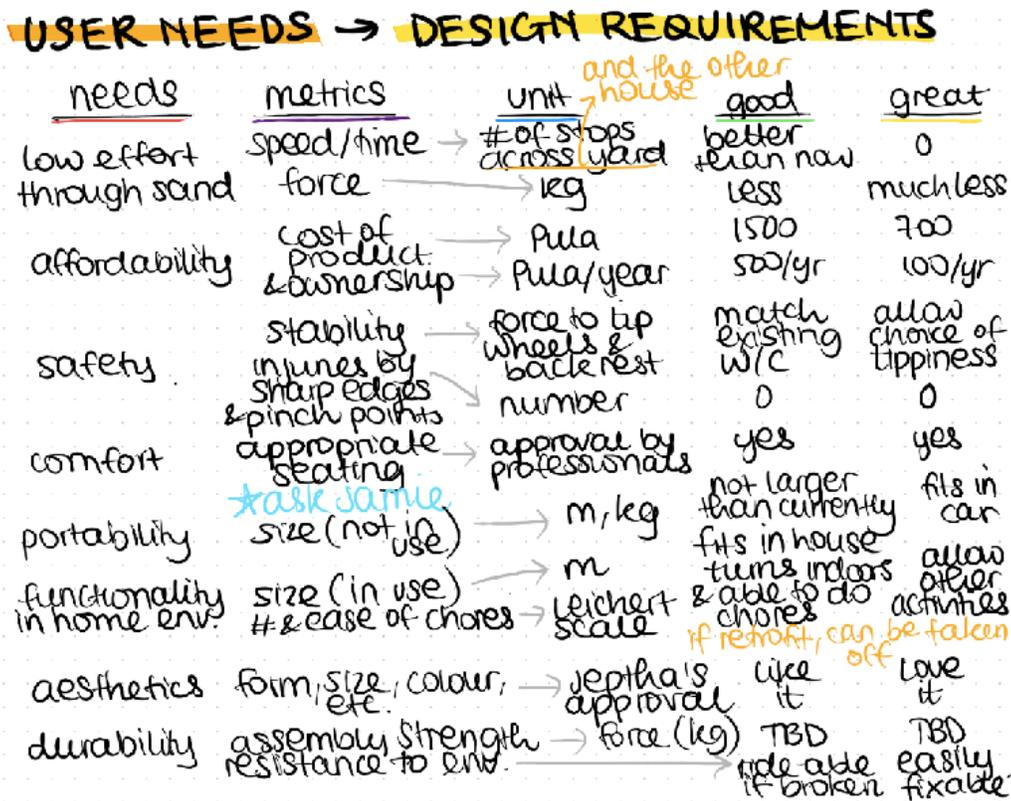 USER NEEDS → DESIGN REQUIREMENTS
and the other
house
needs metrics unit good great
low effort
through sand
speed/time → # of stops
across yard
better
than now
0
force → kg less much less
affordability
cost of
product
& ownership
→ Pula 1500 700
→ Pula/year 500/yr 100/yr
safety
stability → force to tip
wheels &
backrest
match
existing
W/C
allow
choice of
tippiness
injuries by
sharp edges
& pinch points
→ number 0 0
comfort
appropriate
seating
→ approval by
professionals
yes yes
☆ask Jamie
portability
size (not in
use)
→ m, kg
not larger
than currently
fits in
car
functionality
in home env.
size (in use) → m
# & ease of chores → Leichert
scale
fits in house
turns indoors
& able to do
chores
allow
other
activities
if retrofit, can be taken
off
aesthetics
form, size, colour,
etc.
→ Jeptha's
approval
like
it
love
it
durability
assembly strength → force (kg) TBD TBD
resistance to env. → rideable
if broken
easily
fixable